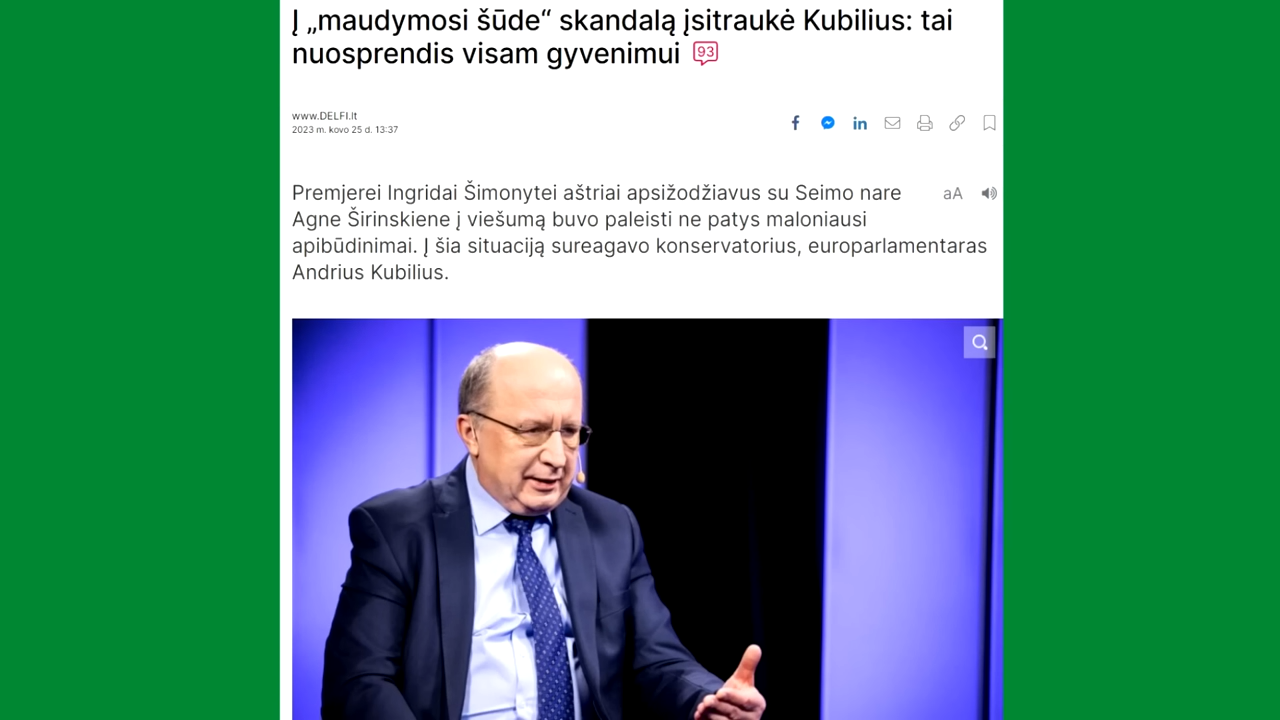 Į „maudymosi šūde“ skandalą įsitraukė Kubilius: tai
nuosprendis visam gyvenimui 93
www.DELFI.lt
2023 m. kovo 25 d. 13:37
Premjerei Ingridai Šimonytei aštriai apsižodžiavus su Seimo nare
Agne Širinskiene į viešumą buvo paleisti ne patys maloniausi
apibūdinimai. Į šia situaciją sureagavo konservatorius, europarlamentaras
Andrius Kubilius.
aA